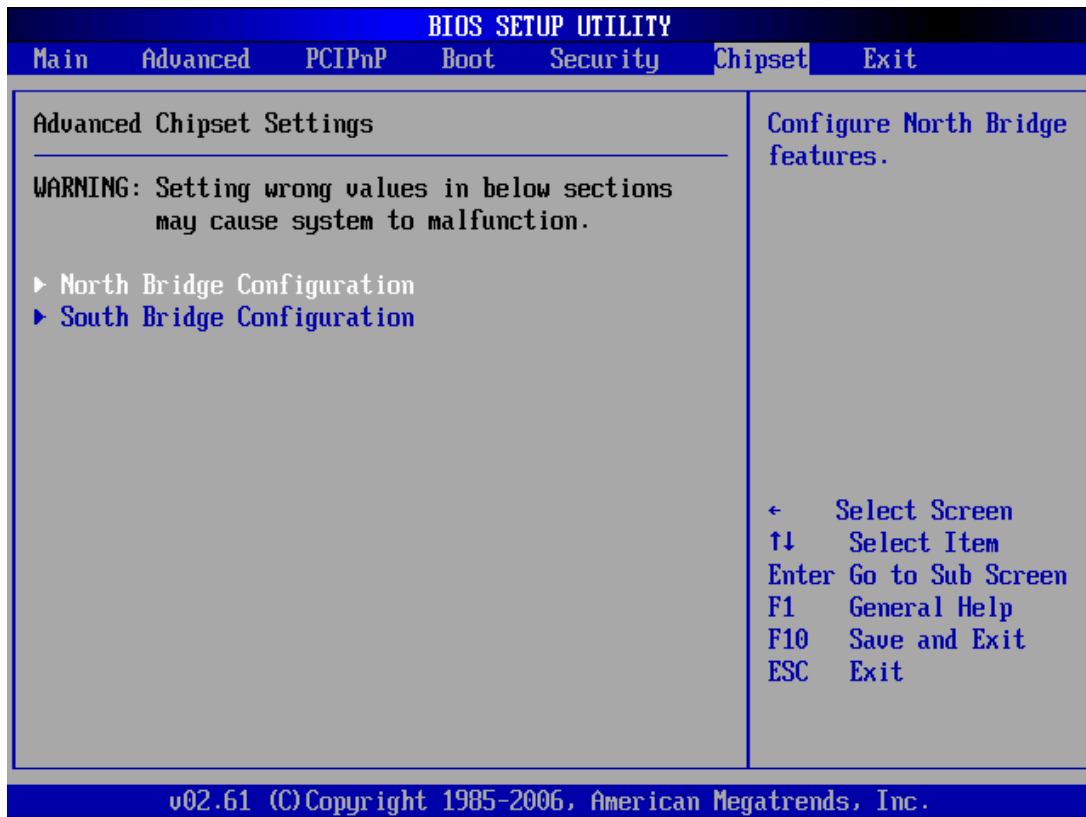 BIOS SETUP UTILITY
Main Advanced PCIPnP Boot Security Chipset Exit
Advanced Chipset Settings
WARNING: Setting wrong values in below sections
may cause system to malfunction.
▶ North Bridge Configuration
▶ South Bridge Configuration
Configure North Bridge
features.
← Select Screen
↑↓ Select Item
Enter Go to Sub Screen
F1 General Help
F10 Save and Exit
ESC Exit
v02.61 (C)Copyright 1985-2006, American Megatrends, Inc.